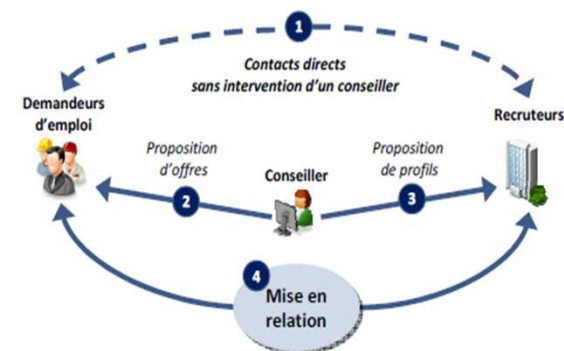 1
Contacts directs
sans intervention d'un conseiller
Demandeurs
d'emploi
Recruteurs
Proposition
d'offres
Conseiller
Proposition
de profils
2
3
4
Mise en
relation